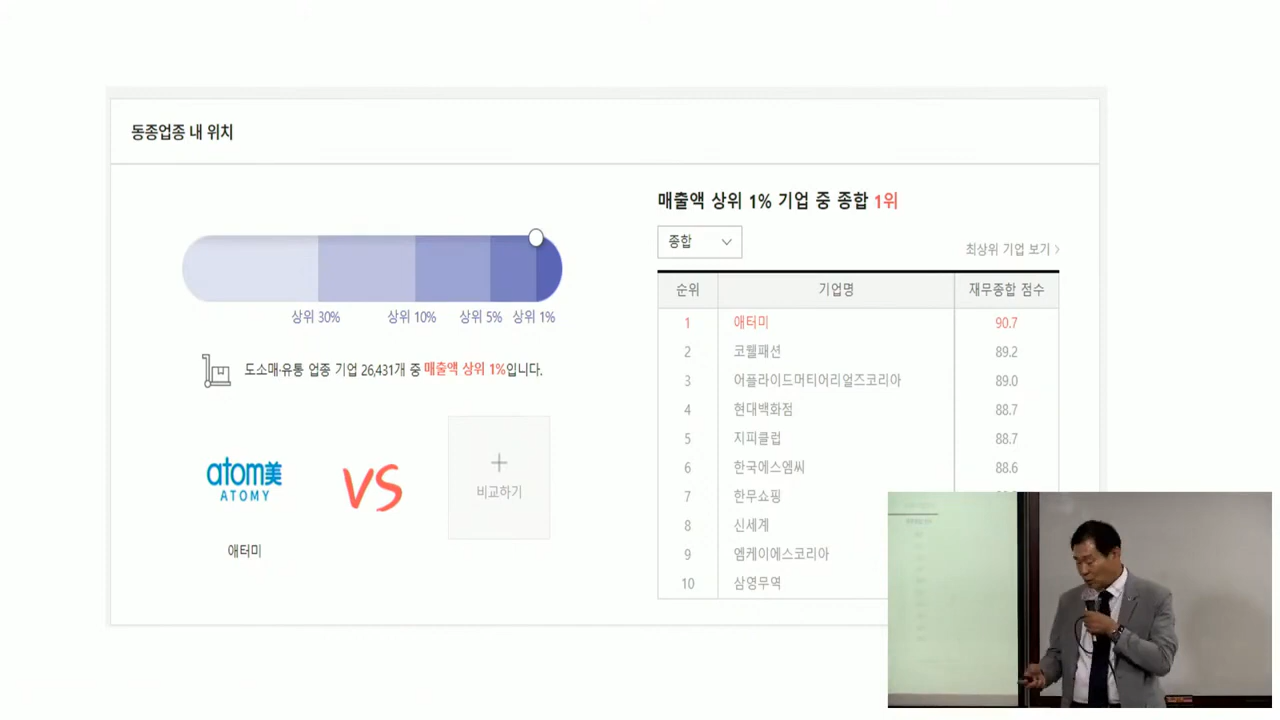 동종업종 내 위치
상위 30% 상위 10% 상위 5% 상위 1%
도소매·유통 업종 기업 26,431개 중 매출액 상위 1%입니다.
atom美
ATOMY
애터미
VS
+
비교하기
매출액 상위 1% 기업 중 종합 1위
종합
최상위 기업 보기 >
순위 기업명 재무종합 점수
1 애터미 90.7
2 코웰패션 89.2
3 어플라이드머티어리얼즈코리아 89.0
4 현대백화점 88.7
5 지피클럽 88.7
6 한국에스엠씨 88.6
7 한무쇼핑
8 신세계
9 엠케이에스코리아
10 삼영무역